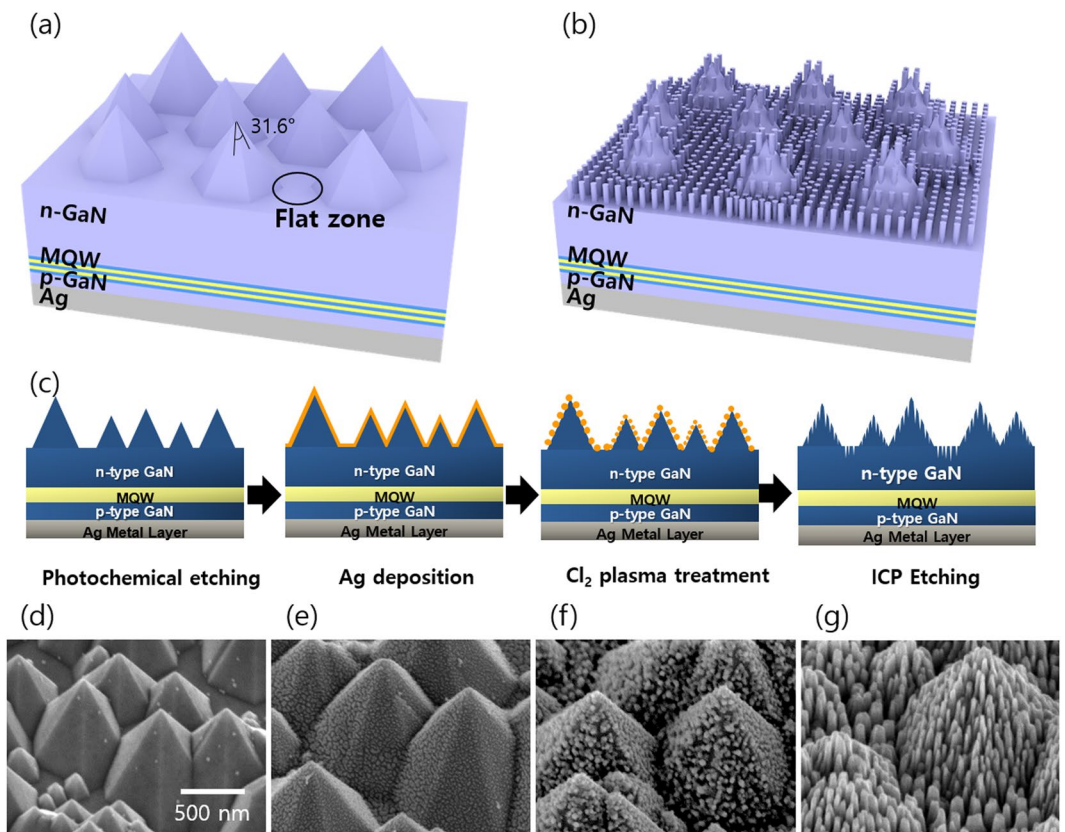 (a)
(b)
31.6°
Flat zone
n-GaN
MQW
p-GaN
Ag
n-GaN
MQW
p-GaN
Ag
(c)
n-type GaN
MQW
p-type GaN
Ag Metal Layer
n-type GaN
MQW
p-type GaN
Ag Metal Layer
n-type GaN
MQW
p-type GaN
Ag Metal Layer
n-type GaN
MQW
p-type GaN
Ag Metal Layer
Photochemical etching
Ag deposition
Cl₂ plasma treatment
ICP Etching
(d)
(e)
(f)
(g)
500 nm